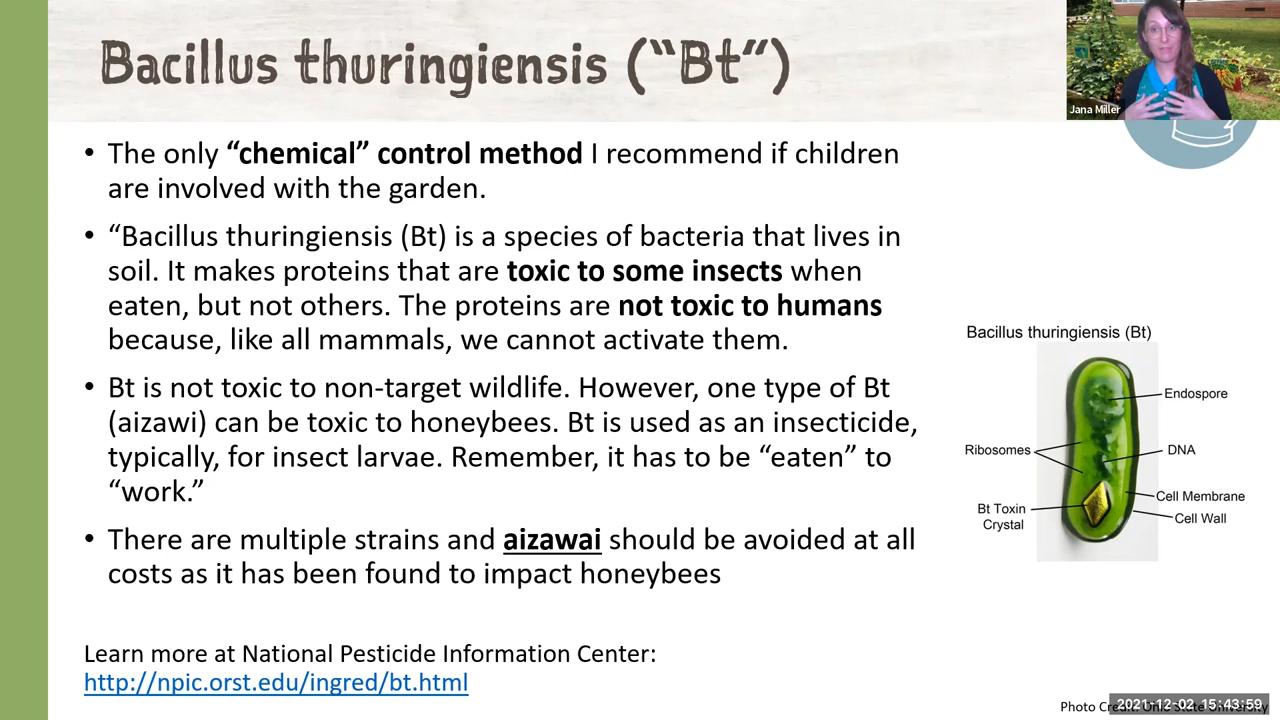 Bacillus thuringiensis (“Bt”)
Jana Miller
• The only “chemical” control method I recommend if children
are involved with the garden.
• “Bacillus thuringiensis (Bt) is a species of bacteria that lives in
soil. It makes proteins that are toxic to some insects when
eaten, but not others. The proteins are not toxic to humans
because, like all mammals, we cannot activate them.
• Bt is not toxic to non-target wildlife. However, one type of Bt
(aizawi) can be toxic to honeybees. Bt is used as an insecticide,
typically, for insect larvae. Remember, it has to be “eaten” to
“work.”
• There are multiple strains and aizawai should be avoided at all
costs as it has been found to impact honeybees
Bacillus thuringiensis (Bt)
Endospore
Ribosomes
DNA
Cell Membrane
Bt Toxin
Crystal
Cell Wall
Learn more at National Pesticide Information Center:
http://npic.orst.edu/ingred/bt.html
Photo Credit: Ohio State University
2021-12-02 15:43:59